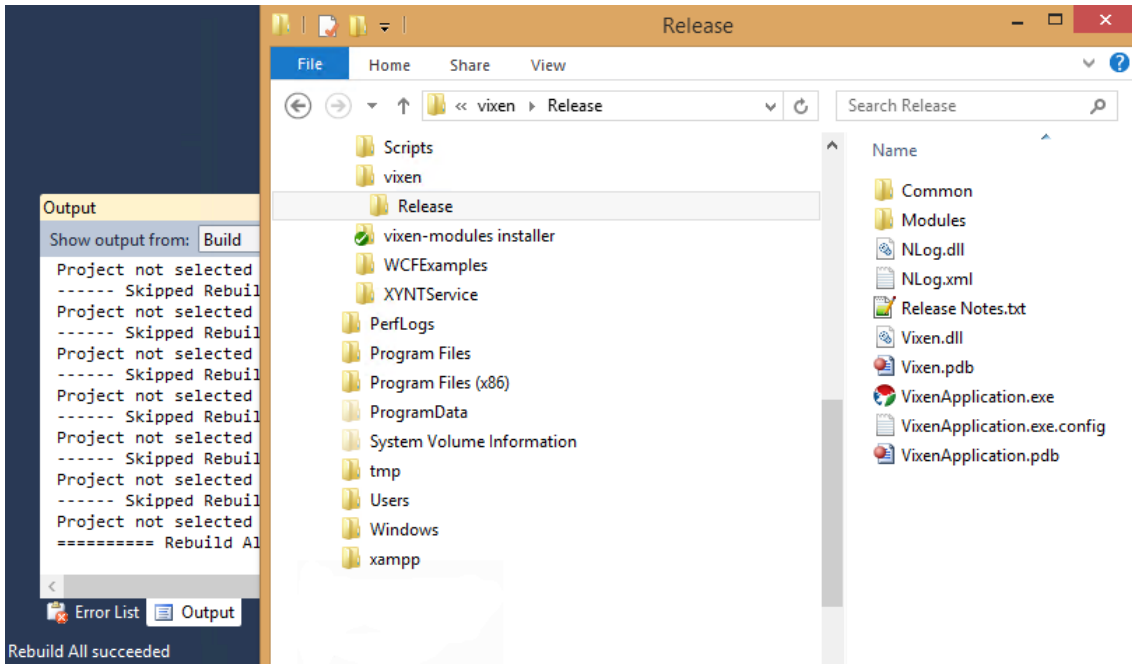 Release
File Home Share View
« vixen Release
Search Release
Scripts
vixen
Release
vixen-modules installer
WCFExamples
XYNTService
PerfLogs
Program Files
Program Files (x86)
ProgramData
System Volume Information
tmp
Users
Windows
xampp
Name
Common
Modules
NLog.dll
NLog.xml
Release Notes.txt
Vixen.dll
Vixen.pdb
VixenApplication.exe
VixenApplication.exe.config
VixenApplication.pdb
Output
Show output from: Build
Project not selected
------ Skipped Rebuil
Project not selected
------ Skipped Rebuil
Project not selected
------ Skipped Rebuil
Project not selected
------ Skipped Rebuil
Project not selected
------ Skipped Rebuil
Project not selected
------ Skipped Rebuil
Project not selected
========== Rebuild Al
Error List Output
Rebuild All succeeded